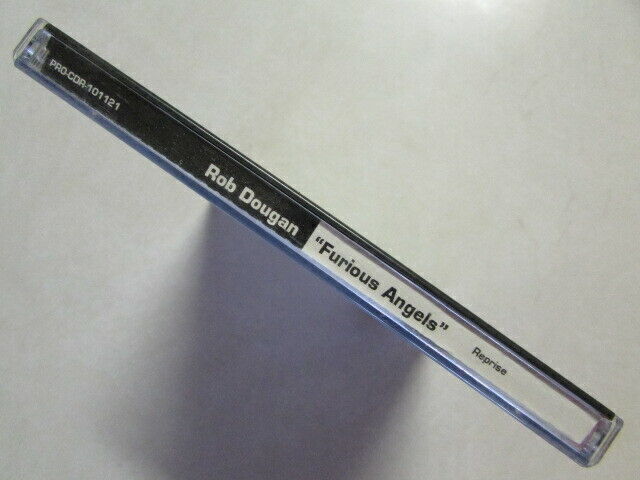 PRO-CDR-101121
Rob Dougan
"Furious Angels"
Reprise